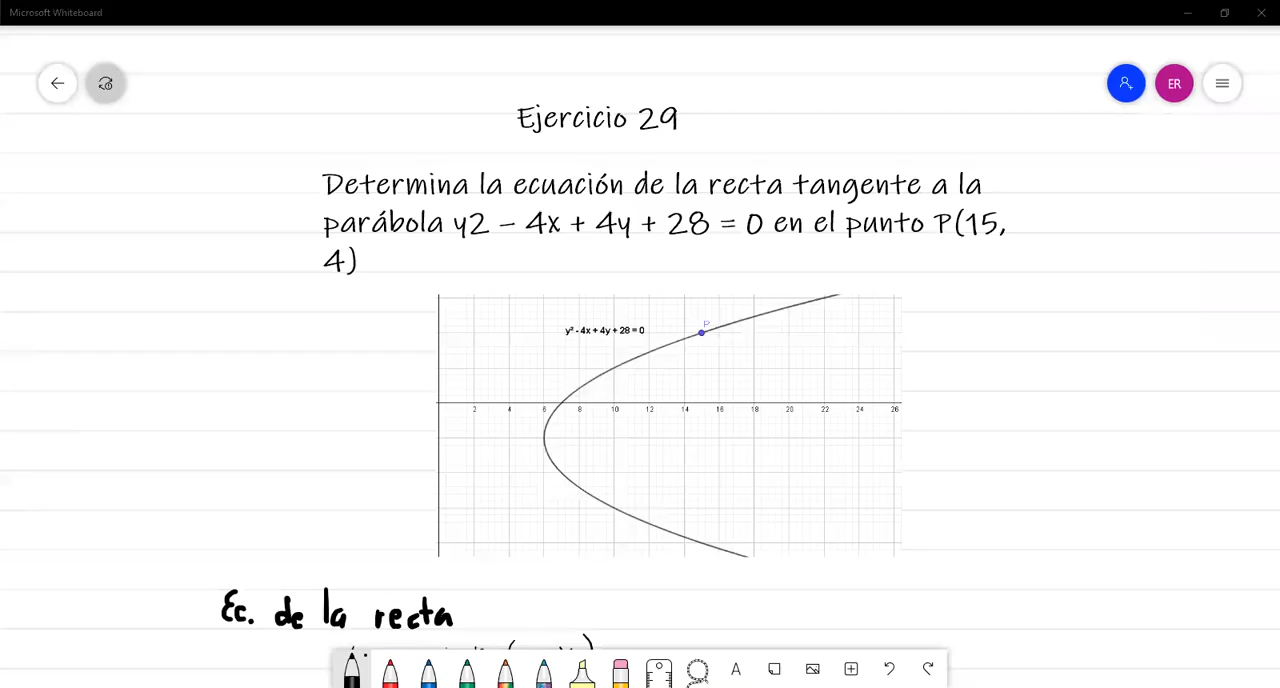 Microsoft Whiteboard
ER
Ejercicio 29
Determina la ecuación de la recta tangente a la
parábola y2 – 4x + 4y + 28 = 0 en el punto P(15,
4)
y² - 4x + 4y + 28 = 0
P
2 4 6 8 10 12 14 16 18 20 22 24 26
Ec. de la recta
A